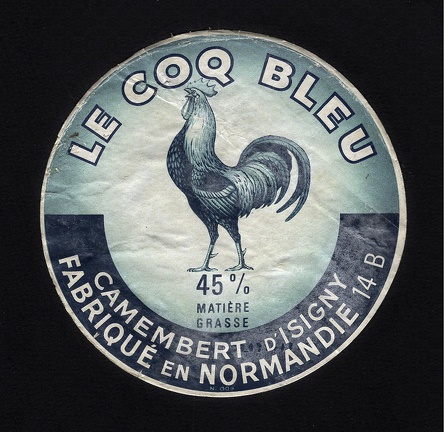 LE COQ BLEU
45 %
MATIÈRE
GRASSE
CAMEMBERT D'ISIGNY
FABRIQUÉ EN NORMANDIE 14 B